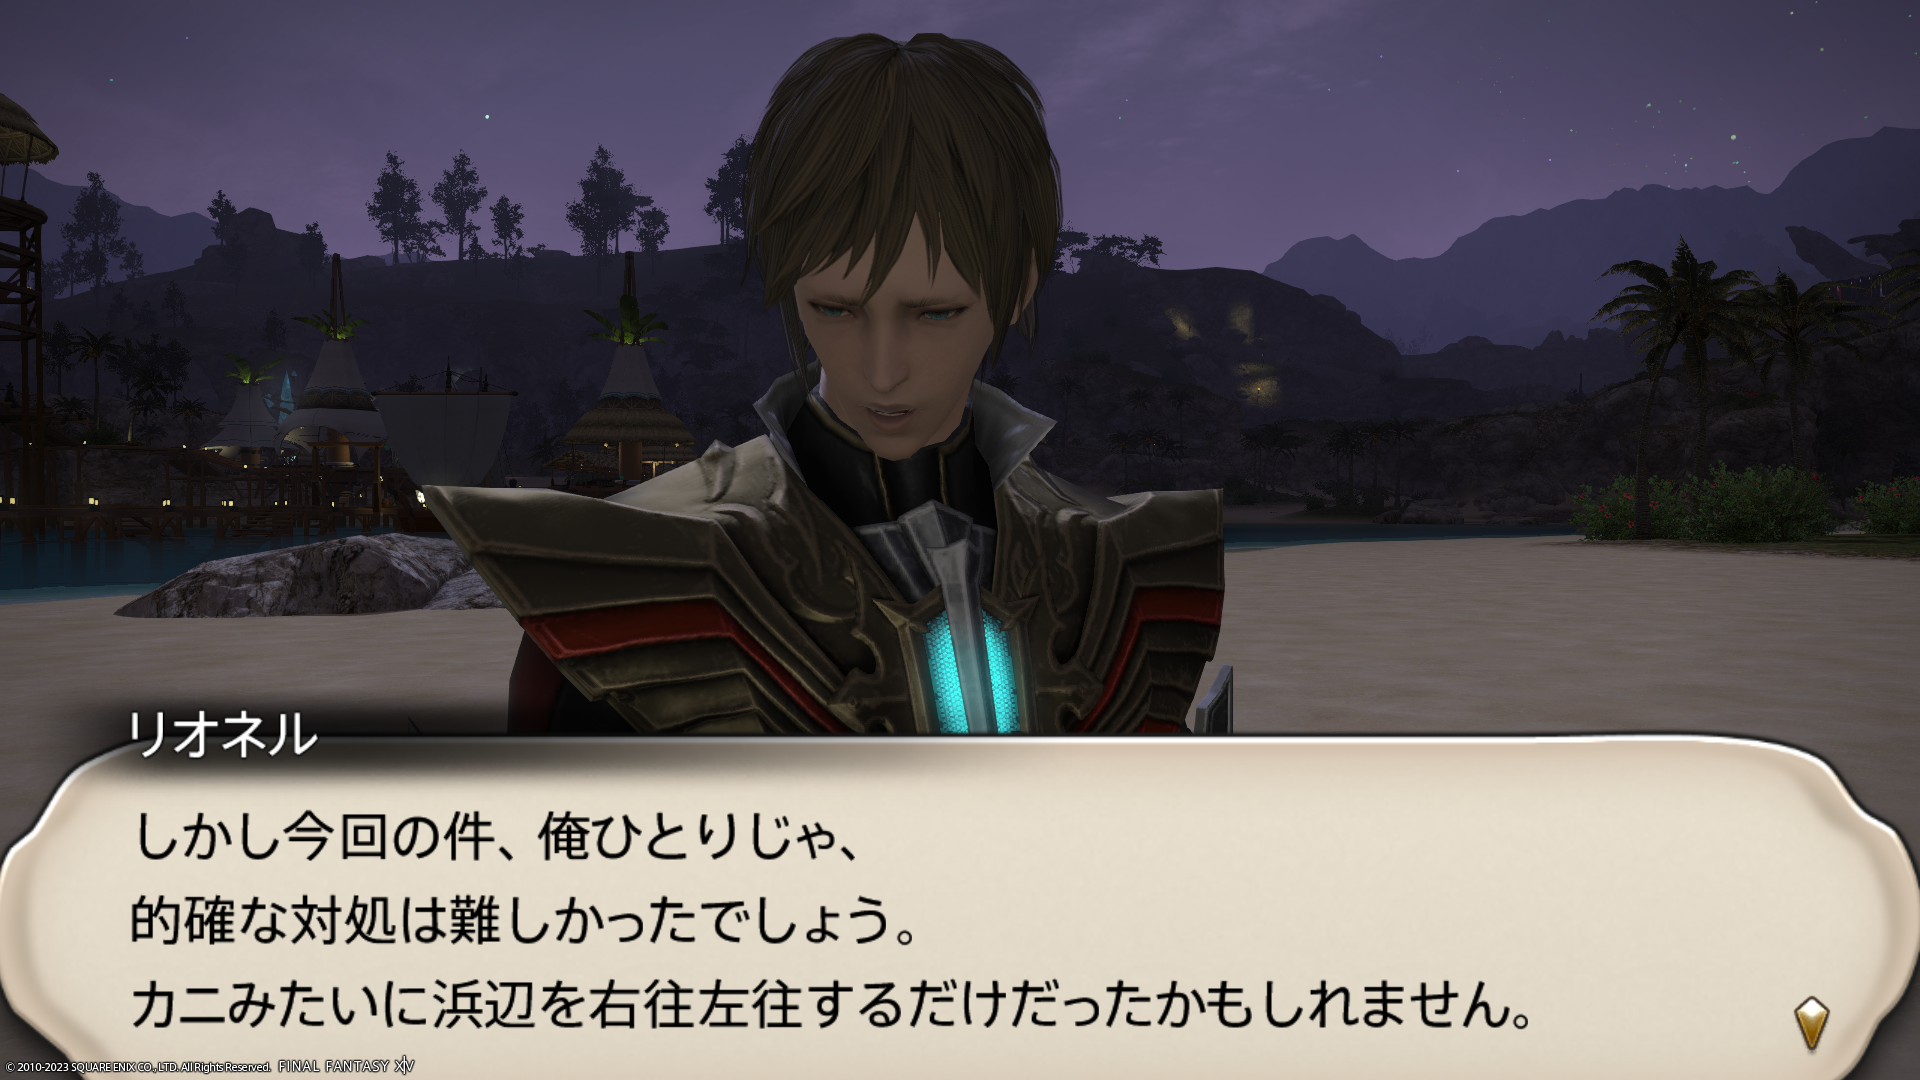 リオネル
しかし今回の件、俺ひとりじゃ、
的確な対処は難しかったでしょう。
カニみたいに浜辺を右往左往するだけだったかもしれません。
© 2010-2023 SQUARE ENIX CO., LTD. All Rights Reserved. FINAL FANTASY XIV